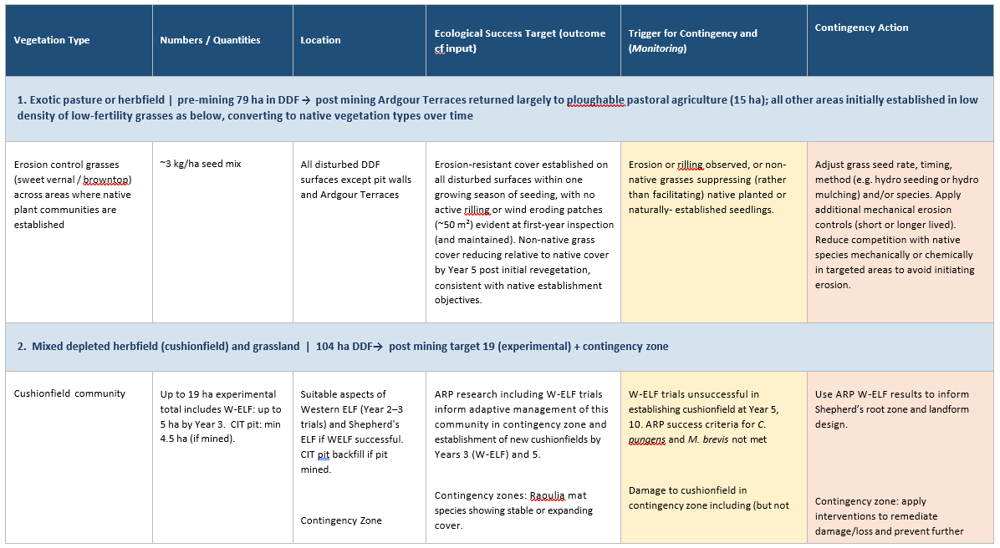 Vegetation Type
Numbers / Quantities
Location
Ecological Success Target (outcome
cf input)
Trigger for Contingency and
(Monitoring)
Contingency Action
1. Exotic pasture or herbfield | pre-mining 79 ha in DDF → post mining Ardgour Terraces returned largely to ploughable pastoral agriculture (15 ha); all other areas initially established in low
density of low-fertility grasses as below, converting to native vegetation types over time
Erosion control grasses
(sweet vernal / browntop)
across areas where native
plant communities are
established
~3 kg/ha seed mix
All disturbed DDF
surfaces except pit walls
and Ardgour Terraces
Erosion-resistant cover established on
all disturbed surfaces within one
growing season of seeding, with no
active rilling or wind eroding patches
(~50 m²) evident at first-year inspection
(and maintained). Non-native grass
cover reducing relative to native cover
by Year 5 post initial revegetation,
consistent with native establishment
objectives.
Erosion or rilling observed, or non-
native grasses suppressing (rather
than facilitating) native planted or
naturally- established seedlings.
Adjust grass seed rate, timing,
method (e.g. hydro seeding or hydro
mulching) and/or species. Apply
additional mechanical erosion
controls (short or longer lived).
Reduce competition with native
species mechanically or chemically
in targeted areas to avoid initiating
erosion.
2. Mixed depleted herbfield (cushionfield) and grassland | 104 ha DDF→ post mining target 19 (experimental) + contingency zone
Cushionfield community
Up to 19 ha experimental
total includes W-ELF: up to
5 ha by Year 3. CIT pit: min
4.5 ha (if mined).
Suitable aspects of
Western ELF (Year 2–3
trials) and Shepherd's
ELF if WELF successful.
CIT pit backfill if pit
mined.
Contingency Zone
ARP research including W-ELF trials
inform adaptive management of this
community in contingency zone and
establishment of new cushionfields by
Years 3 (W-ELF) and 5.
Contingency zones: Raoulia mat
species showing stable or expanding
cover.
W-ELF trials unsuccessful in
establishing cushionfield at Year 5,
10. ARP success criteria for C.
pungens and M. brevis not met
Damage to cushionfield in
contingency zone including (but not
Use ARP W-ELF results to inform
Shepherd's root zone and landform
design.
Contingency zone: apply
interventions to remediate
damage/loss and prevent further